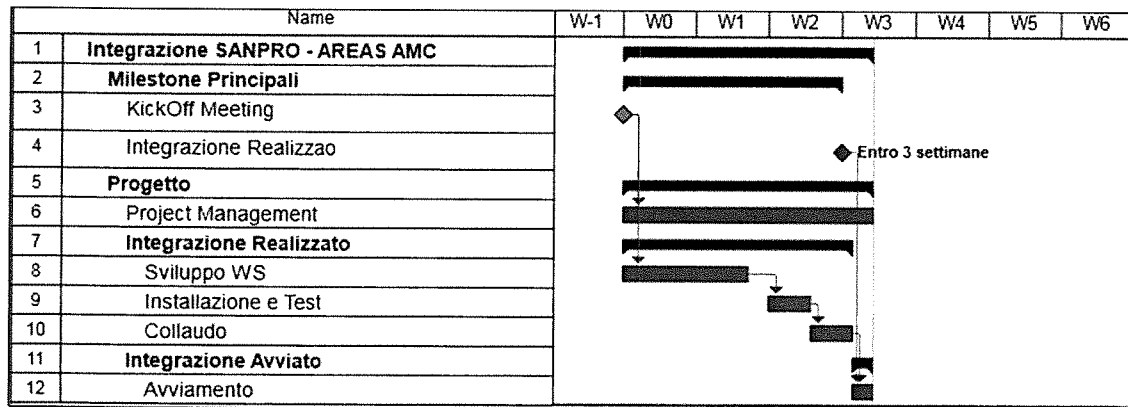 Name W-1 W0 W1 W2 W3 W4 W5 W6
1 Integrazione SANPRO - AREAS AMC
2 Milestone Principali
3 KickOff Meeting
4 Integrazione Realizzao Entro 3 settimane
5 Progetto
6 Project Management
7 Integrazione Realizzato
8 Sviluppo WS
9 Installazione e Test
10 Collaudo
11 Integrazione Avviato
12 Avviamento